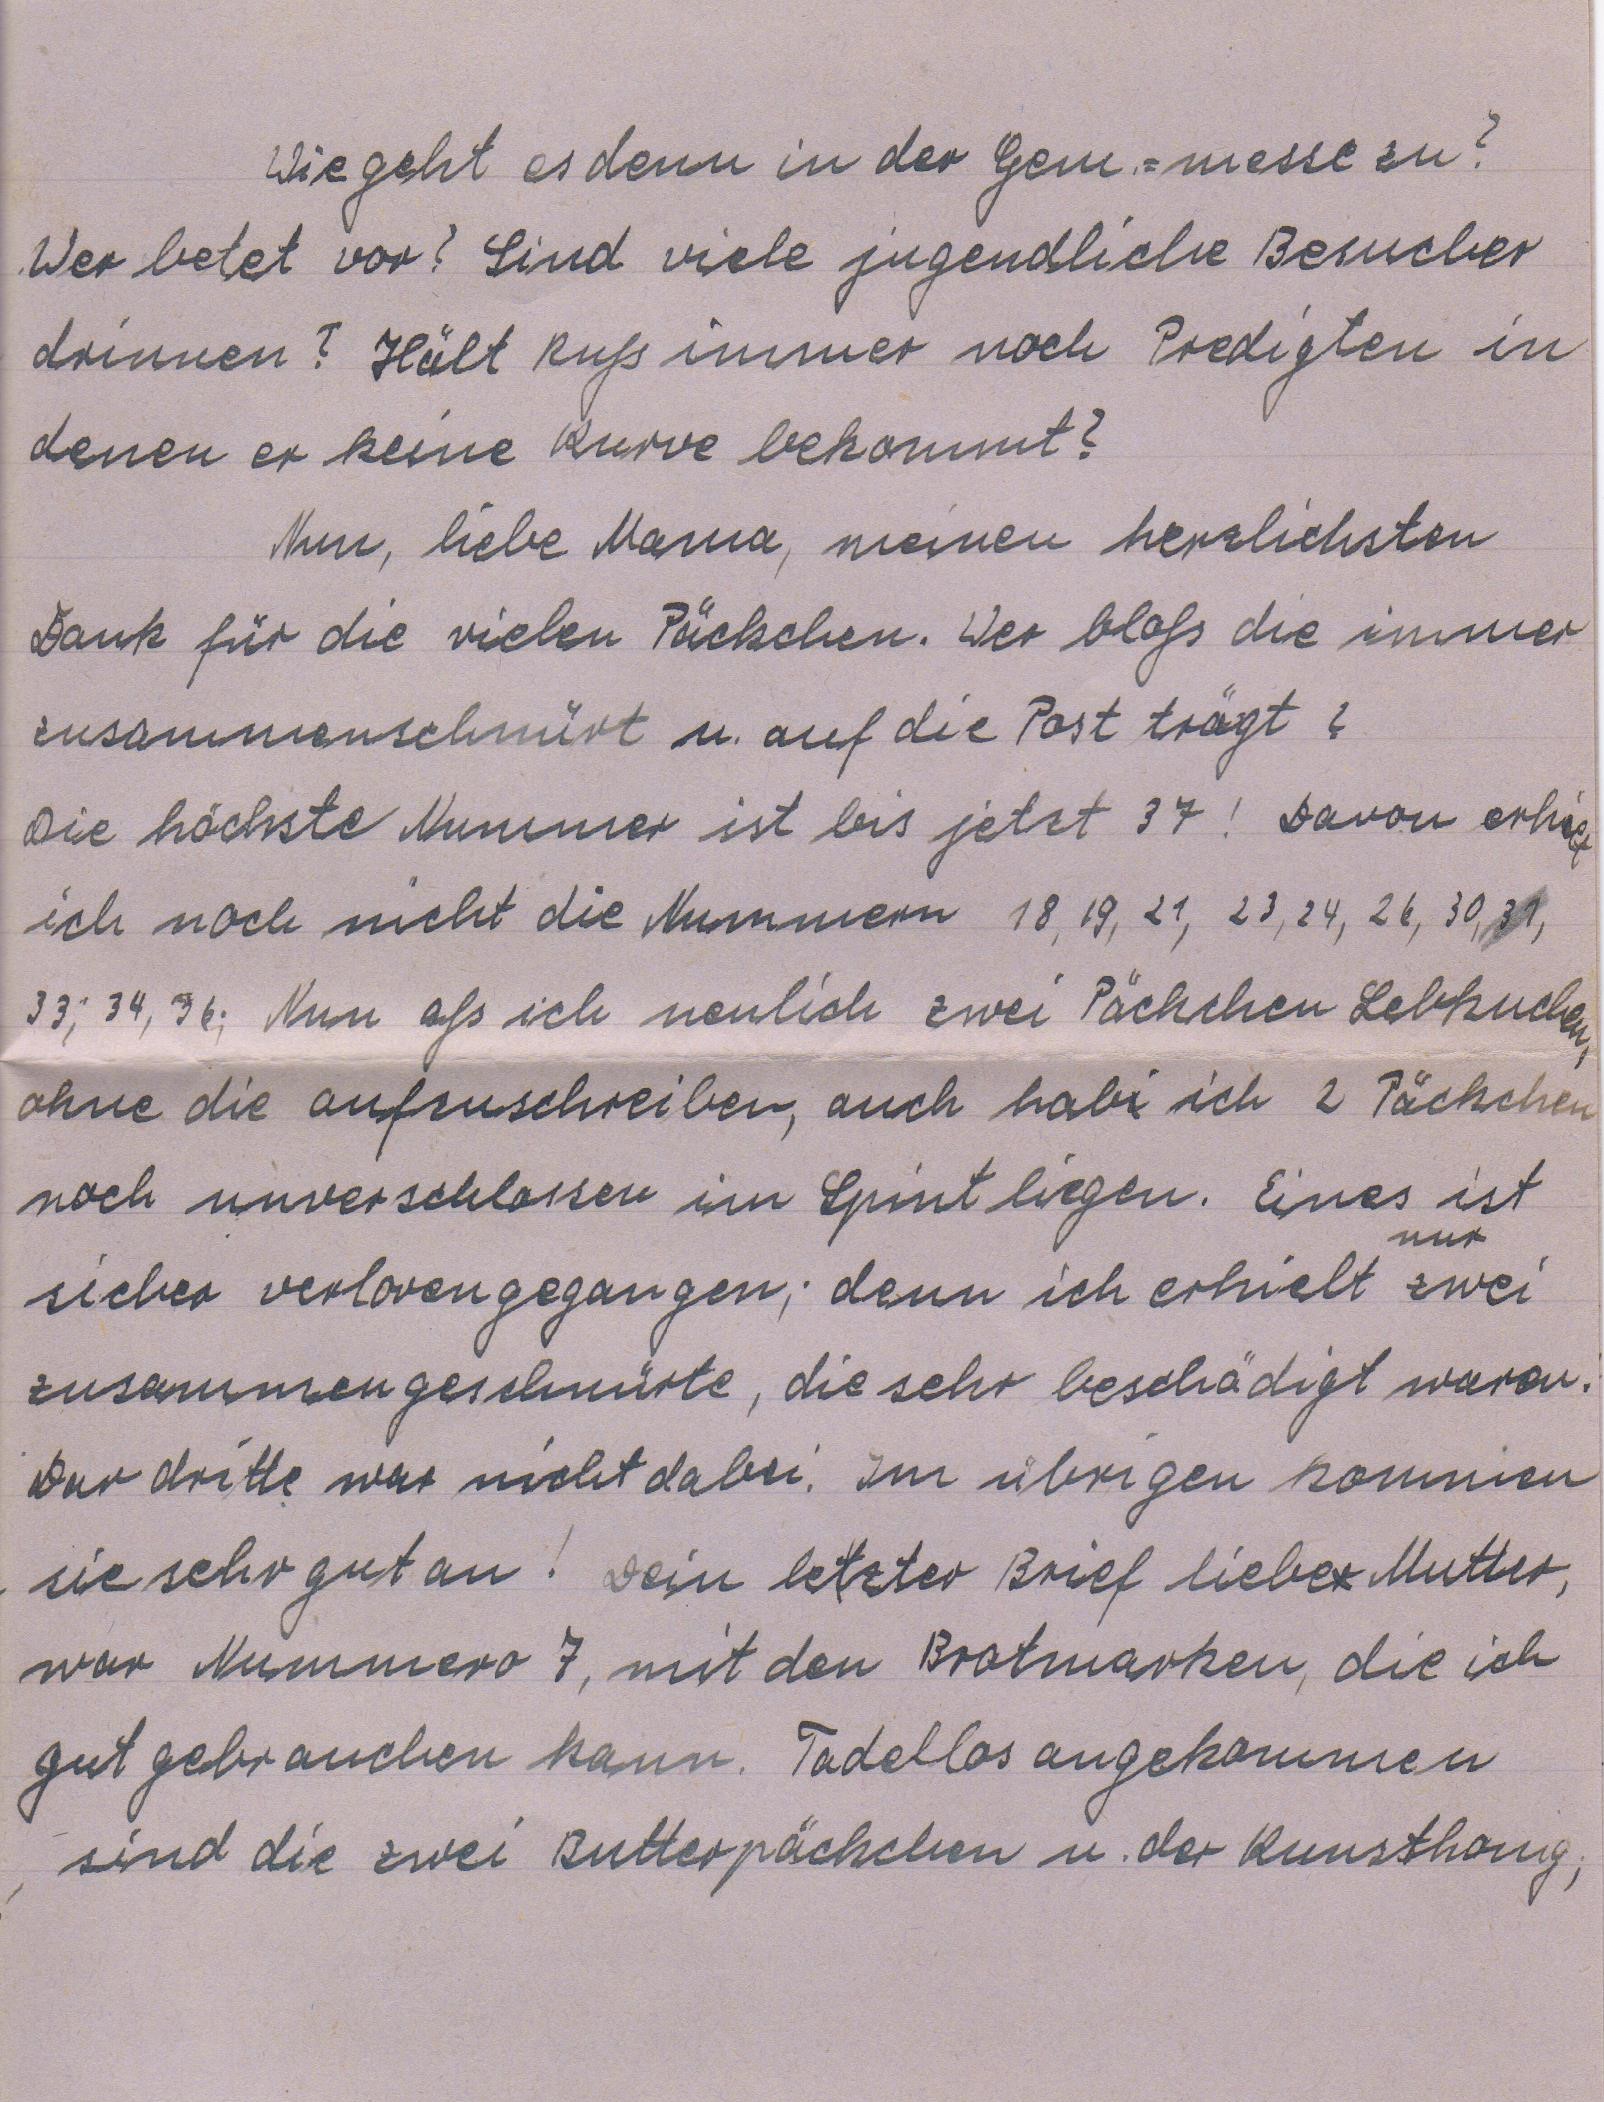 Wie geht es denn in der Gem.=messe zu?
Wer betet vor? Sind viele jugendliche Besucher
drinnen? Hält Kuß immer noch Predigten in
denen er keine Kurve bekommt?
Nun, liebe Mama, meinen herzlichsten
Dank für die vielen Päckchen. Wer bloß die immer
zusammenschnürt u. auf die Post trägt?
Die höchste Nummer ist bis jetzt 37! Davon erhielt
ich noch nicht die Nummern 18, 19, 21, 23, 24, 26, 30, 31,
33; 34, 36; Nun aß ich neulich zwei Päckchen Lebkuchen,
ohne die aufzuschreiben, auch habe ich 2 Päckchen
noch unverschlossen im Spint liegen. Eines ist
sicher verlorengegangen; denn ich erhielt nur zwei
zusammengeschnürte, die sehr beschädigt waren.
Dar dritte war nicht dabei. Im übrigen kommen
sie sehr gut an! Dein letzter Brief liebe Mutter,
war Nummero 7, mit den Brotmarken, die ich
gut gebrauchen kann. Tadellos angekommen
sind die zwei Butterpäckchen u. der Kunsthonig;